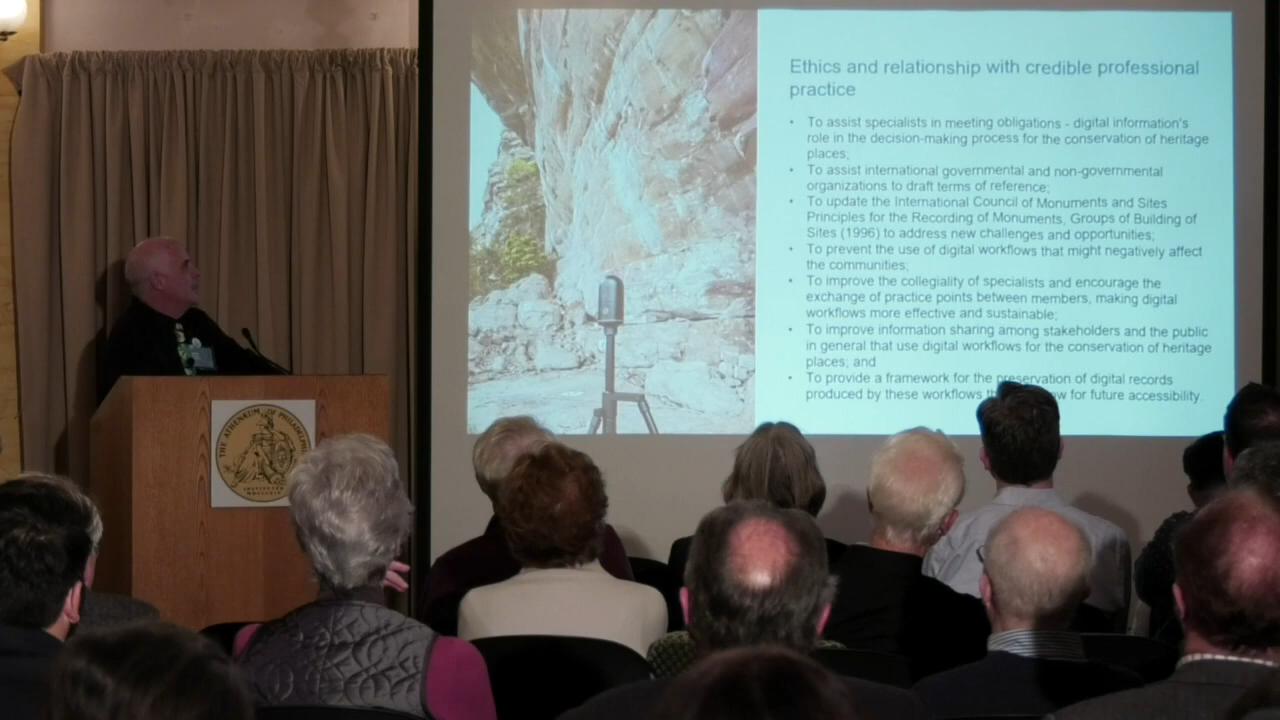 Ethics and relationship with credible professional
practice
• To assist specialists in meeting obligations - digital information's
role in the decision-making process for the conservation of heritage
places;
• To assist international governmental and non-governmental
organizations to draft terms of reference;
• To update the International Council of Monuments and Sites
Principles for the Recording of Monuments, Groups of Building of
Sites (1996) to address new challenges and opportunities;
• To prevent the use of digital workflows that might negatively affect
the communities;
• To improve the collegiality of specialists and encourage the
exchange of practice points between members, making digital
workflows more effective and sustainable;
• To improve information sharing among stakeholders and the public
in general that use digital workflows for the conservation of heritage
places; and
• To provide a framework for the preservation of digital records
produced by these workflows for future accessibility.
THE ATHENÆUM OF PHILADELPHIA
INSTITUTED
MDCCCXIV